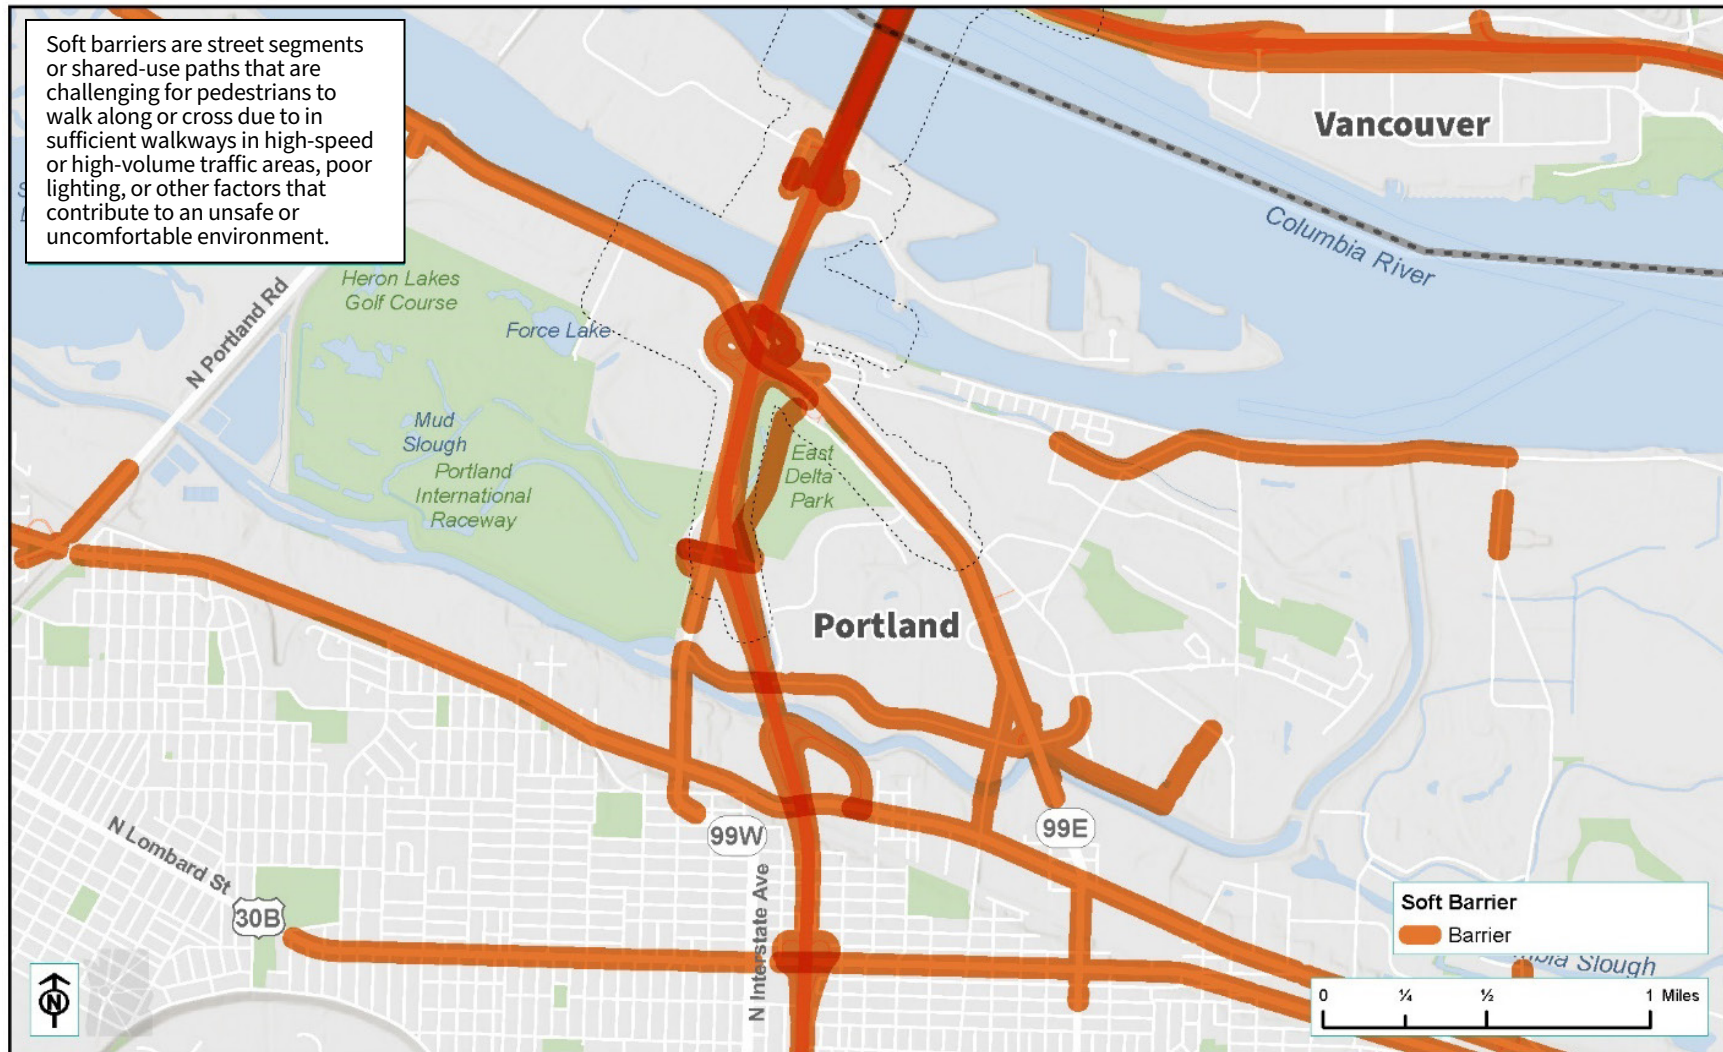 Soft barriers are street segments
or shared-use paths that are
challenging for pedestrians to
walk along or cross due to in
sufficient walkways in high-speed
or high-volume traffic areas, poor
lighting, or other factors that
contribute to an unsafe or
uncomfortable environment.
Vancouver
Columbia River
Heron Lakes
Golf Course
Force Lake
N Portland Rd
Mud
Slough
Portland
International
Raceway
East
Delta
Park
Portland
99W
99E
N Lombard St
30B
N Interstate Ave
Soft Barrier
Barrier
Slough
0 ¼ ½ 1 Miles
N